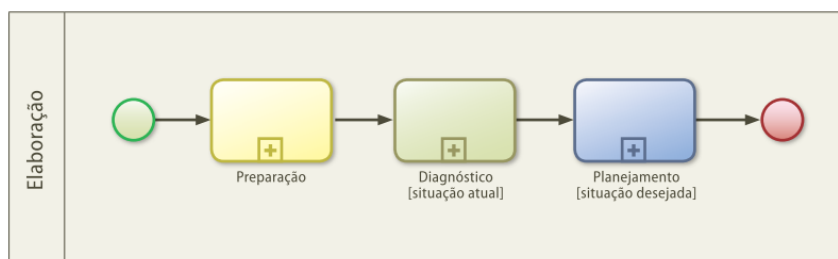 Elaboração
Preparação
Diagnóstico
[situação atual]
Planejamento
[situação desejada]